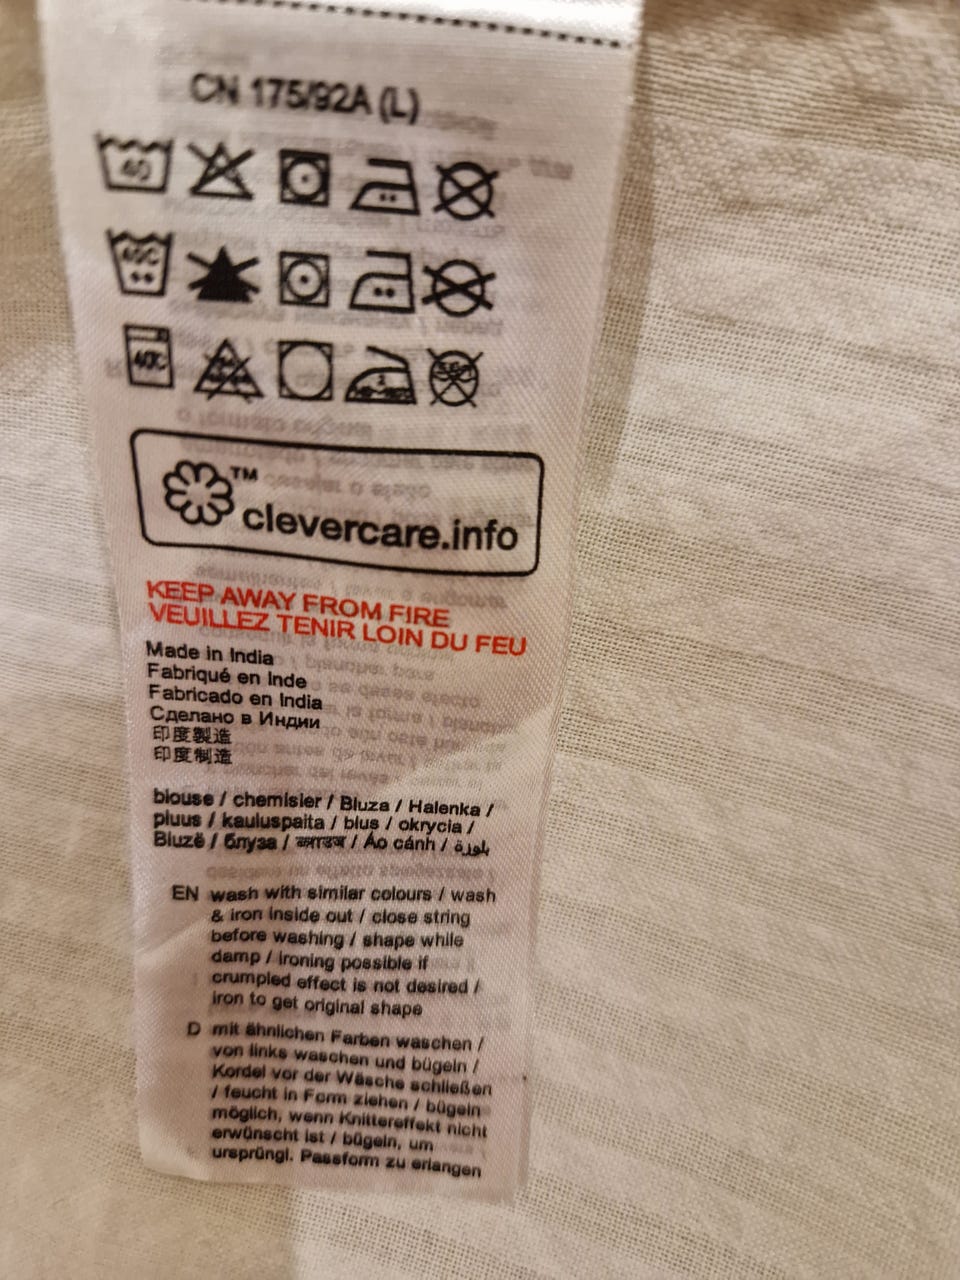 CN 175/92A (L)
40
40C
40C
TM
clevercare.info
KEEP AWAY FROM FIRE
VEUILLEZ TENIR LOIN DU FEU
Made in India
Fabriqué en Inde
Fabricado en India
Сделано в Индии
印度製造
印度制造
blouse / chemisier / Bluza / Halenka /
pluus / kauluspaita / blus / okrycia /
Bluzë / блуза / / Áo cánh / بلوزة
EN wash with similar colours / wash
& iron inside out / close string
before washing / shape while
damp / ironing possible if
crumpled effect is not desired /
iron to get original shape
D mit ähnlichen Farben waschen /
von links waschen und bügeln /
Kordel vor der Wäsche schließen
/ feucht in Form ziehen / bügeln
möglich, wenn Knittereffekt nicht
erwünscht ist / bügeln, um
ursprüngl. Passform zu erlangen